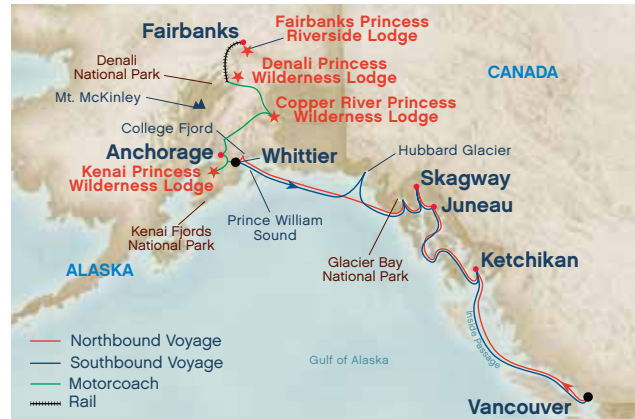 Fairbanks
Fairbanks Princess
Riverside Lodge
Denali
National Park
Denali Princess
Wilderness Lodge
CANADA
Mt. McKinley
Copper River Princess
Wilderness Lodge
College Fjord
Anchorage
Whittier
Hubbard Glacier
Kenai Princess
Wilderness Lodge
Skagway
Juneau
Prince William
Sound
Kenai Fjords
National Park
Glacier Bay
National Park
Ketchikan
ALASKA
Northbound Voyage
Southbound Voyage
Motorcoach
Rail
Gulf of Alaska
Inside Passage
Vancouver